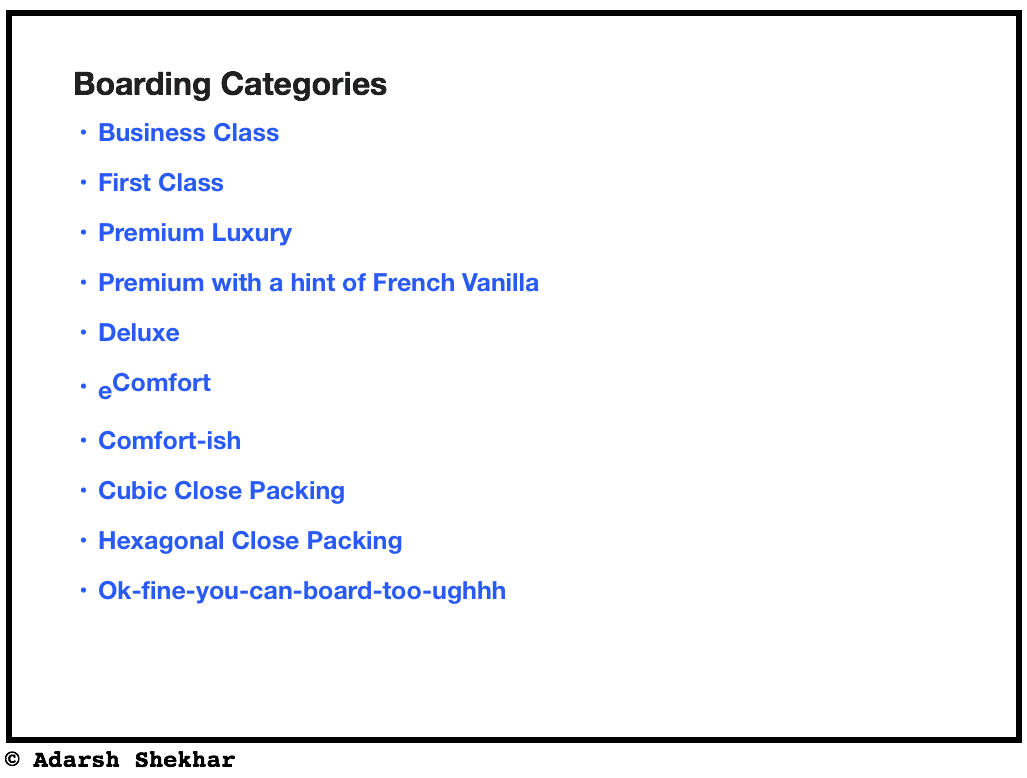 Boarding Categories
• Business Class
• First Class
• Premium Luxury
• Premium with a hint of French Vanilla
• Deluxe
• eComfort
• Comfort-ish
• Cubic Close Packing
• Hexagonal Close Packing
• Ok-fine-you-can-board-too-ughhh
© Adarsh Shekhar